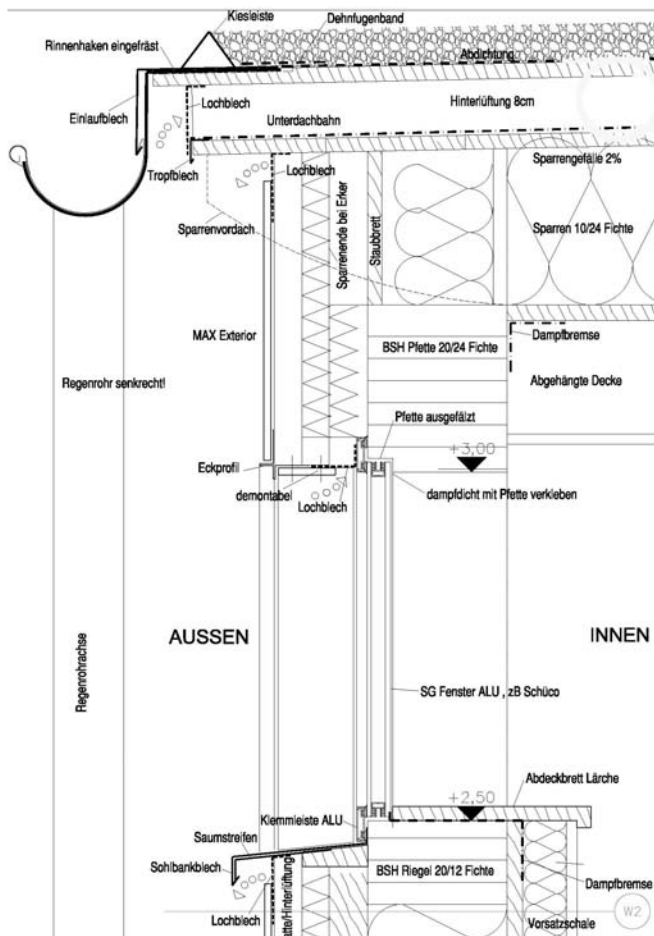 Kiesleiste
Dehnfugenband
Rinnenhaken eingefräst
Abdichtung
Einlaufblech
Lochblech
Hinterlüftung 8cm
Unterdachbahn
Tropfblech
Lochblech
Sparrengefälle 2%
Sparrenvordach
Sparrenende bei Erker
Staubbrett
Sparren 10/24 Fichte
MAX Exterior
BSH Pfette 20/24 Fichte
Dampfbremse
Regenrohr senkrecht!
Abgehängte Decke
Pfette ausgefälzt
+3,00
Eckprofil
demontabel
Lochblech
dampfdicht mit Pfette verkleben
AUSSEN
INNEN
Regenrohrachse
SG Fenster ALU , zB Schüco
Abdeckbrett Lärche
+2,50
Klemmleiste ALU
Saumstreifen
Sohlbankblech
BSH Riegel 20/12 Fichte
Dampfbremse
Lochblech
atte/Hinterlüftung
Vorsatzschale
W2